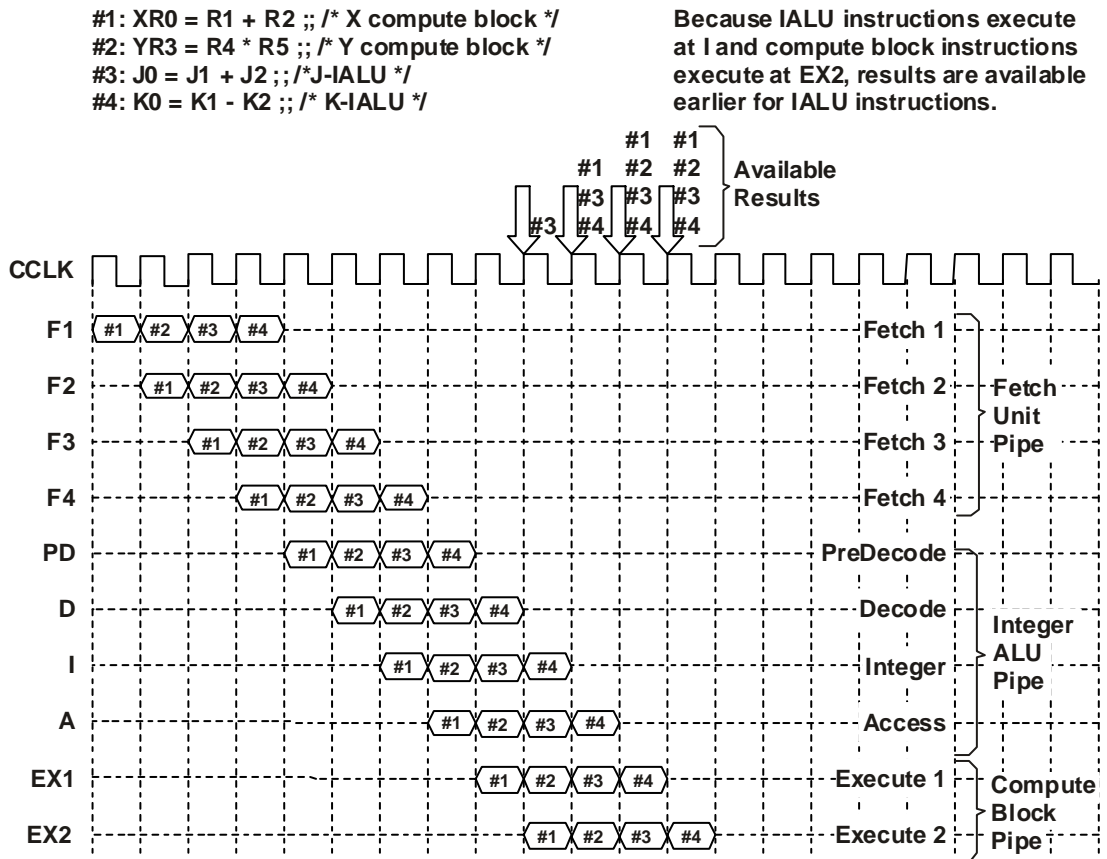 #1: XR0 = R1 + R2 ;; /* X compute block */
#2: YR3 = R4 * R5 ;; /* Y compute block */
#3: J0 = J1 + J2 ;; /*J-IALU */
#4: K0 = K1 - K2 ;; /* K-IALU */
Because IALU instructions execute
at I and compute block instructions
execute at EX2, results are available
earlier for IALU instructions.
#1 #1
#1 #2 #2
#3 #3 #3
#3 #4 #4 #4
Available
Results
CCLK
F1 #1 #2 #3 #4 Fetch 1
F2 #1 #2 #3 #4 Fetch 2
F3 #1 #2 #3 #4 Fetch 3
F4 #1 #2 #3 #4 Fetch 4
Fetch
Unit
Pipe
PD #1 #2 #3 #4 PreDecode
D #1 #2 #3 #4 Decode
I #1 #2 #3 #4 Integer
A #1 #2 #3 #4 Access
Integer
ALU
Pipe
EX1 #1 #2 #3 #4 Execute 1
EX2 #1 #2 #3 #4 Execute 2
Compute
Block
Pipe